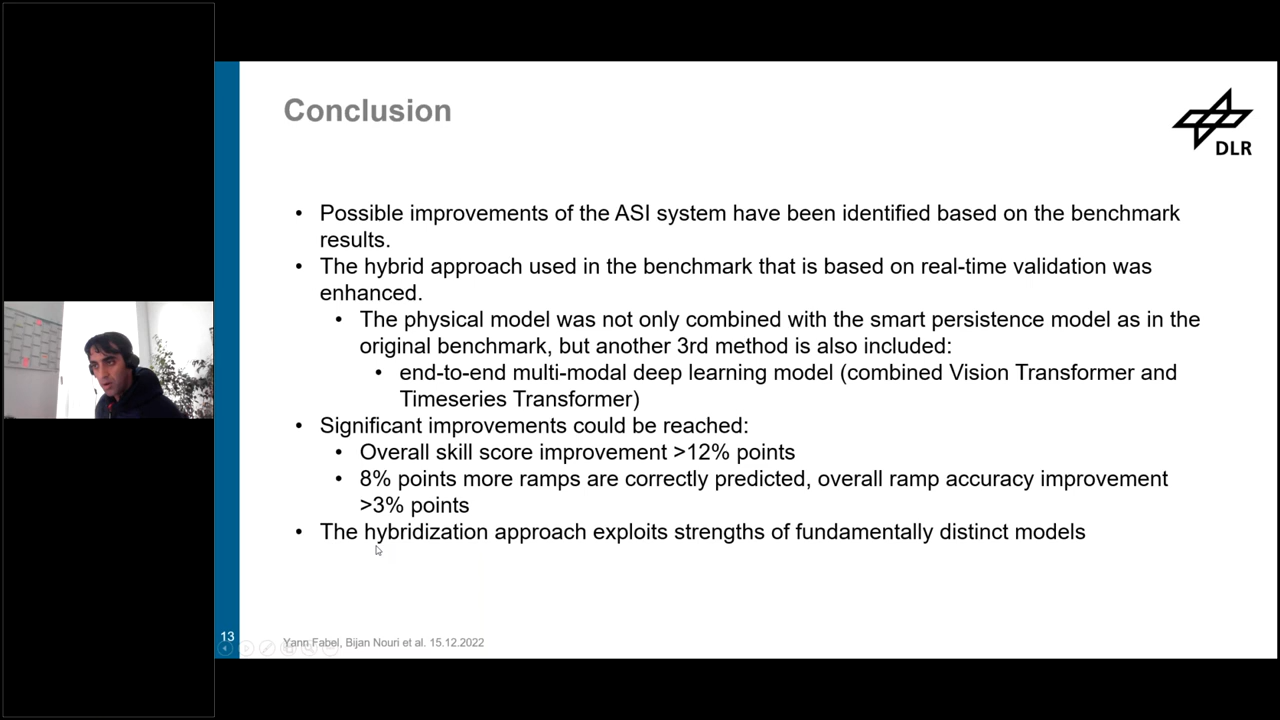 Conclusion
DLR
• Possible improvements of the ASI system have been identified based on the benchmark
results.
• The hybrid approach used in the benchmark that is based on real-time validation was
enhanced.
• The physical model was not only combined with the smart persistence model as in the
original benchmark, but another 3rd method is also included:
• end-to-end multi-modal deep learning model (combined Vision Transformer and
Timeseries Transformer)
• Significant improvements could be reached:
• Overall skill score improvement >12% points
• 8% points more ramps are correctly predicted, overall ramp accuracy improvement
>3% points
• The hybridization approach exploits strengths of fundamentally distinct models
13
Yann Fabel, Bijan Nouri et al. 15.12.2022